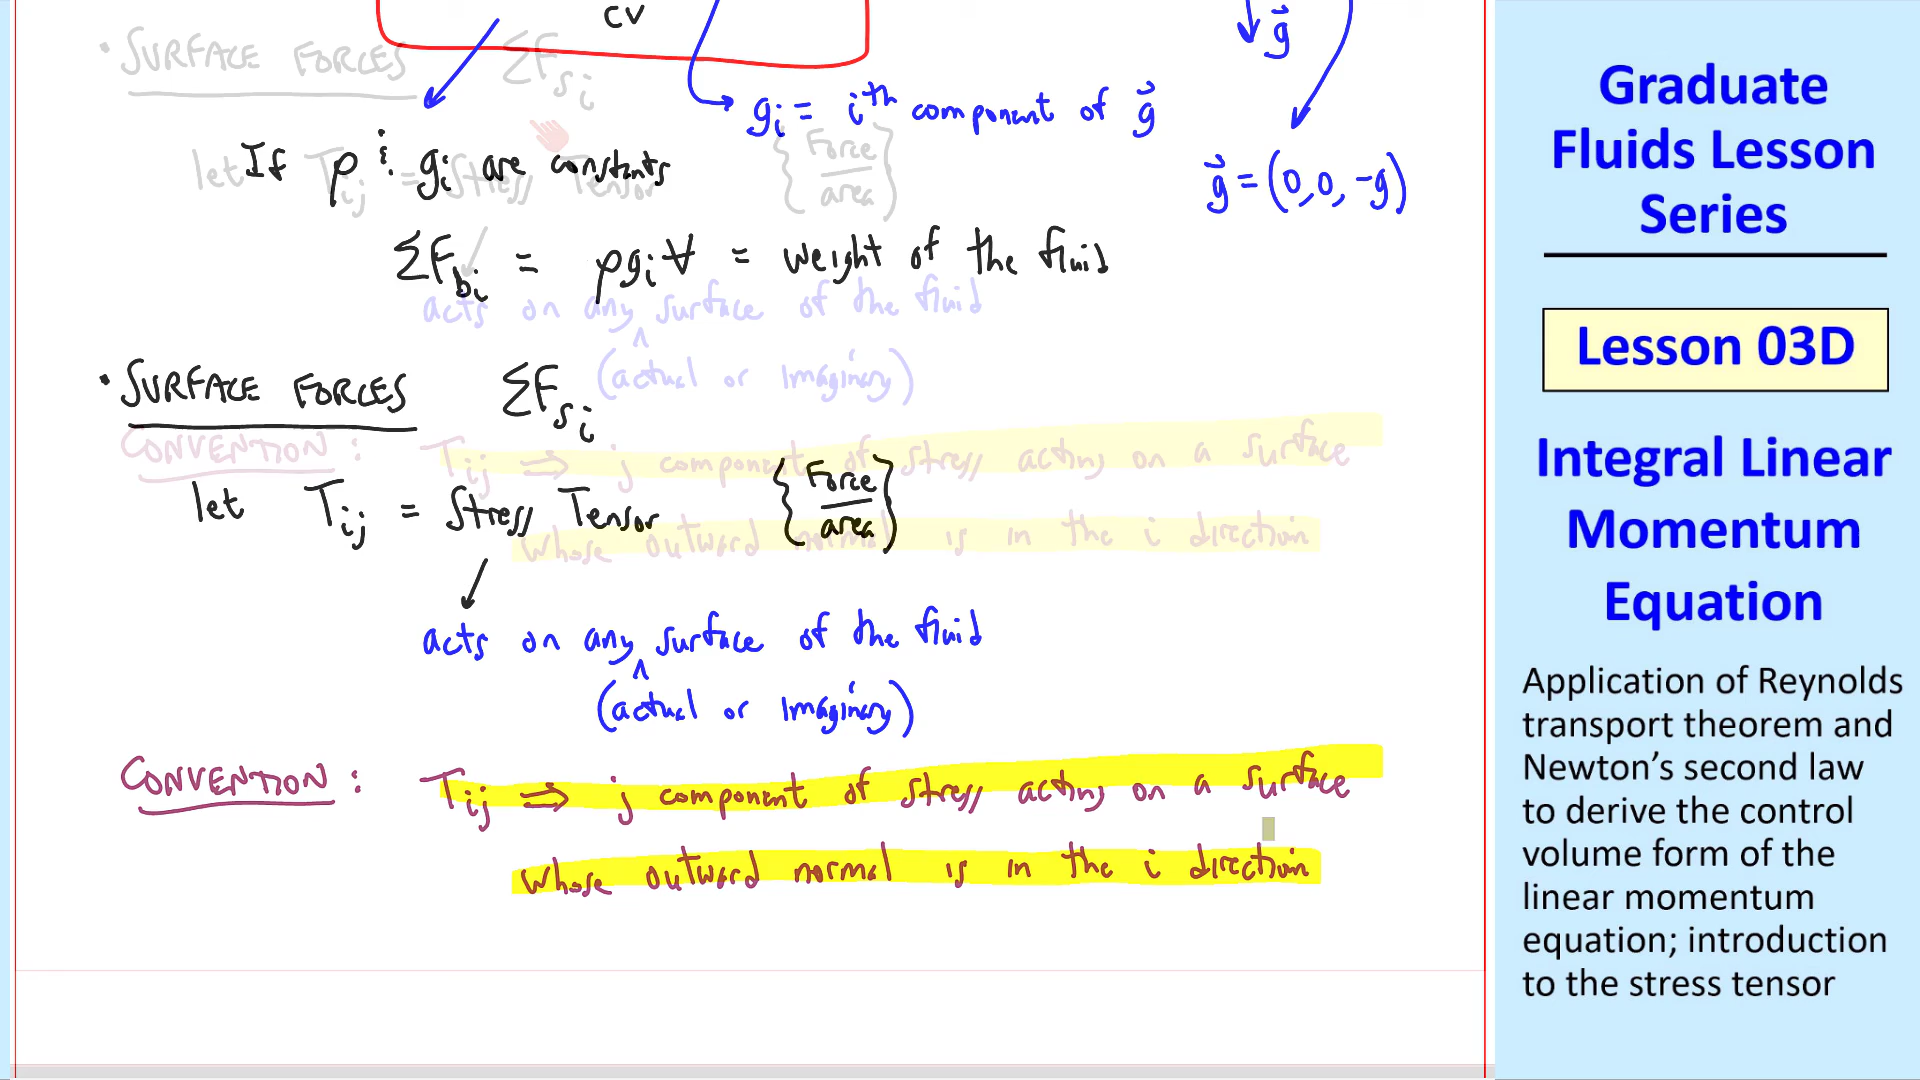 CV
g⃗
gi = ith component of g⃗
If ρ & gi are constants
g⃗ = (0,0, -g)
ΣFbi = ρgiV = weight of the fluid
• SURFACE FORCES ΣFsi
let Tij = Stress Tensor {Force/area}
acts on any surface of the fluid
^
(actual or imaginary)
CONVENTION : Tij ⇒ j component of stress acting on a surface
whose outward normal is in the i direction
Graduate
Fluids Lesson
Series
Lesson 03D
Integral Linear
Momentum
Equation
Application of Reynolds
transport theorem and
Newton's second law
to derive the control
volume form of the
linear momentum
equation; introduction
to the stress tensor